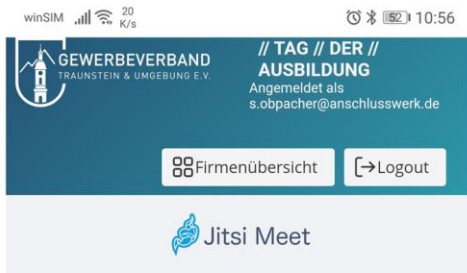 winSIM 20 K/s 52 10:56
GEWERBEVERBAND
TRAUNSTEIN & UMGEBUNG E.V.
// TAG // DER //
AUSBILDUNG
Angemeldet als
s.obpacher@anschlusswerk.de
Firmenübersicht
Logout
Jitsi Meet